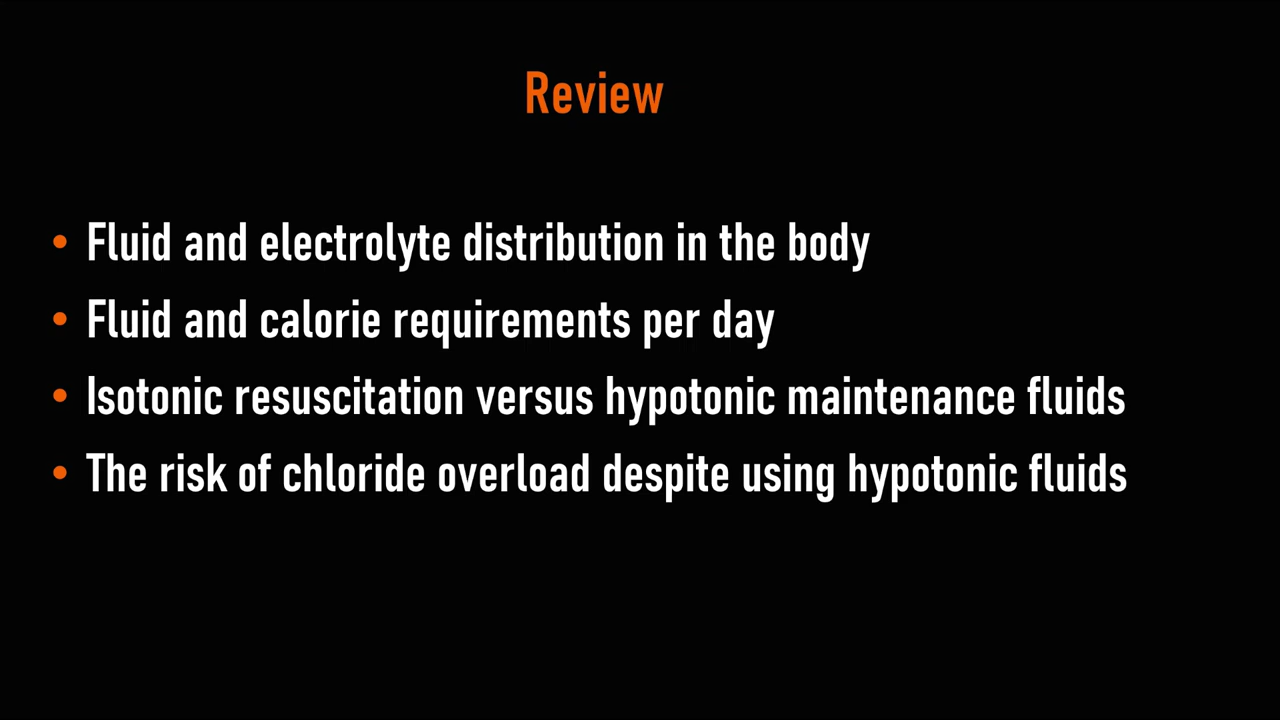 Review
• Fluid and electrolyte distribution in the body
• Fluid and calorie requirements per day
• Isotonic resuscitation versus hypotonic maintenance fluids
• The risk of chloride overload despite using hypotonic fluids